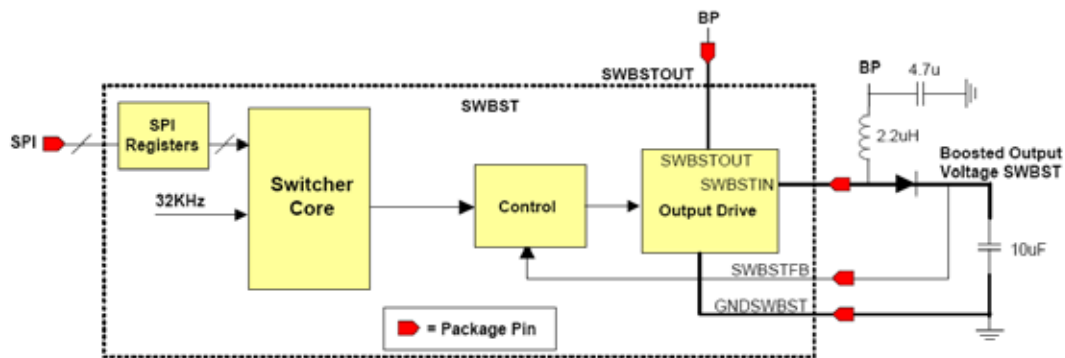 BP
SWBSTOUT
BP
4.7u
SWBST
SPI
SPI
Registers
2.2uH
SWBSTOUT
Boosted Output
Voltage SWBST
SWBSTIN
Switcher
Core
Control
Output Drive
32KHz
10uF
SWBSTFB
GNDSWBST
= Package Pin